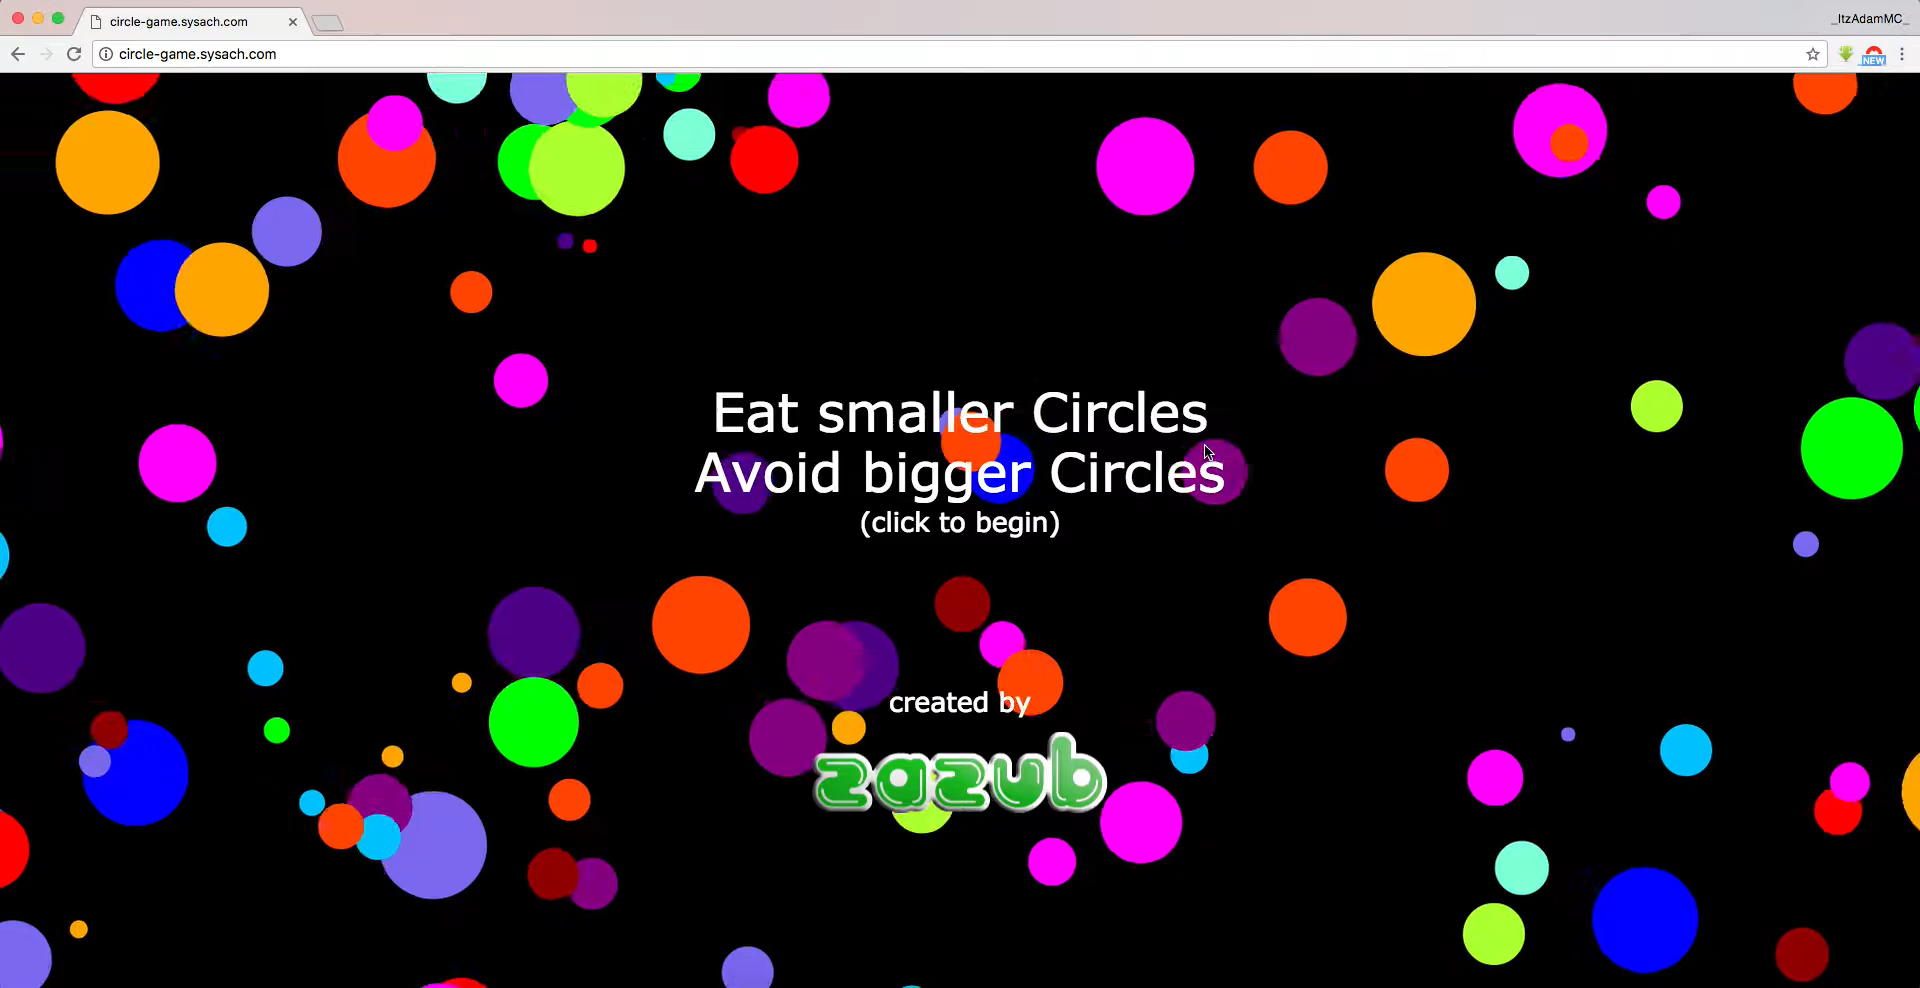 circle-game.sysach.com
_ItzAdamMC_
circle-game.sysach.com
NEW
Eat smaller Circles
Avoid bigger Circles
(click to begin)
created by
zazub